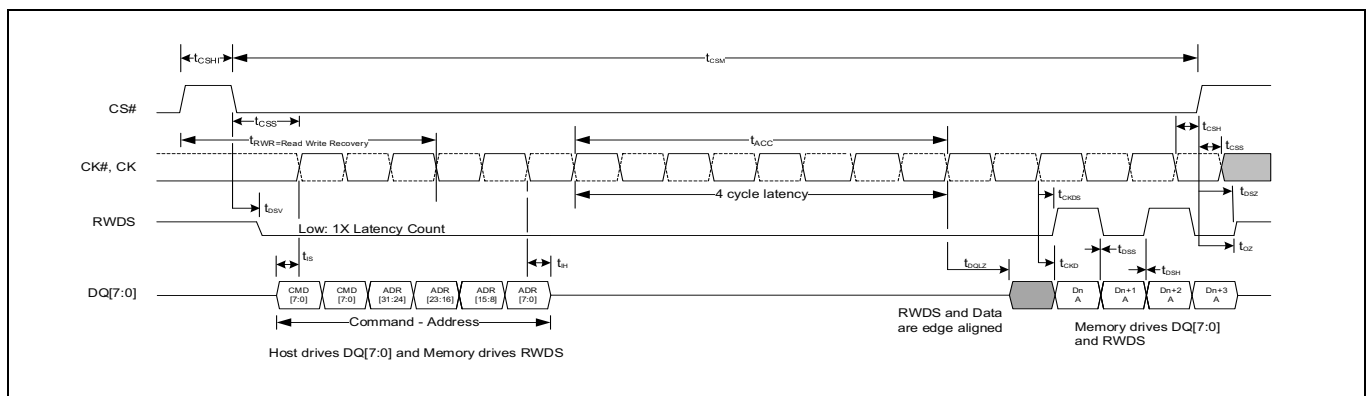 tCSHI
tCSM
CS#
tCSS
tCSH
tRWR=Read Write Recovery
tACC
tCSS
CK#, CK
4 cycle latency
tCKDS
tDSZ
tDSV
RWDS
Low: 1X Latency Count
tOZ
tDSS
tIS
tIH
tDQLZ
tCKD
tDSH
DQ[7:0]
CMD [7:0]
CMD [7:0]
ADR [31:24]
ADR [23:16]
ADR [15:8]
ADR [7:0]
Dn A
Dn+1 A
Dn+2 A
Dn+3 A
Command - Address
RWDS and Data
are edge aligned
Memory drives DQ[7:0]
and RWDS
Host drives DQ[7:0] and Memory drives RWDS